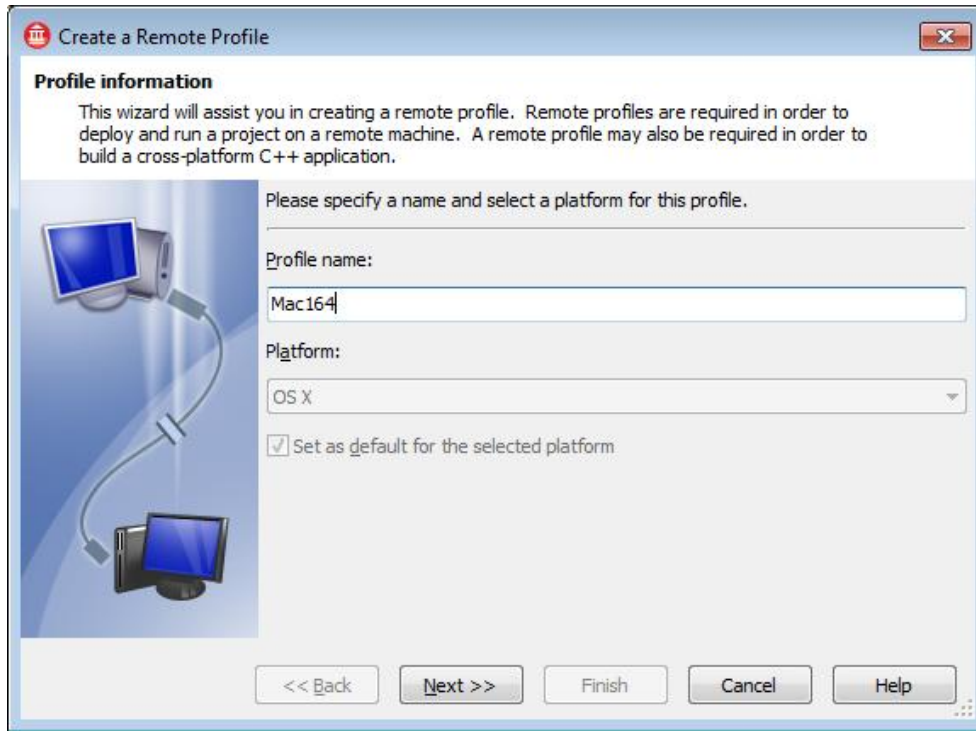 Create a Remote Profile
Profile information
This wizard will assist you in creating a remote profile. Remote profiles are required in order to
deploy and run a project on a remote machine. A remote profile may also be required in order to
build a cross-platform C++ application.
Please specify a name and select a platform for this profile.
Profile name:
Mac164
Platform:
OS X
Set as default for the selected platform
<< Back Next >> Finish Cancel Help